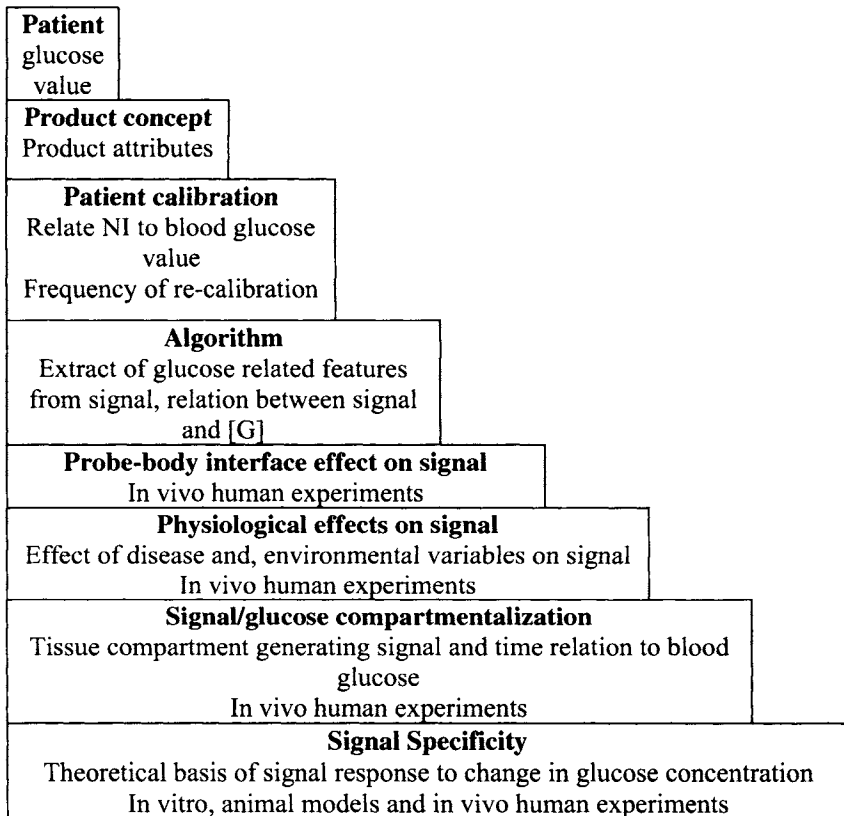 Patient
glucose
value
Product concept
Product attributes
Patient calibration
Relate NI to blood glucose
value
Frequency of re-calibration
Algorithm
Extract of glucose related features
from signal, relation between signal
and [G]
Probe-body interface effect on signal
In vivo human experiments
Physiological effects on signal
Effect of disease and, environmental variables on signal
In vivo human experiments
Signal/glucose compartmentalization
Tissue compartment generating signal and time relation to blood
glucose
In vivo human experiments
Signal Specificity
Theoretical basis of signal response to change in glucose concentration
In vitro, animal models and in vivo human experiments